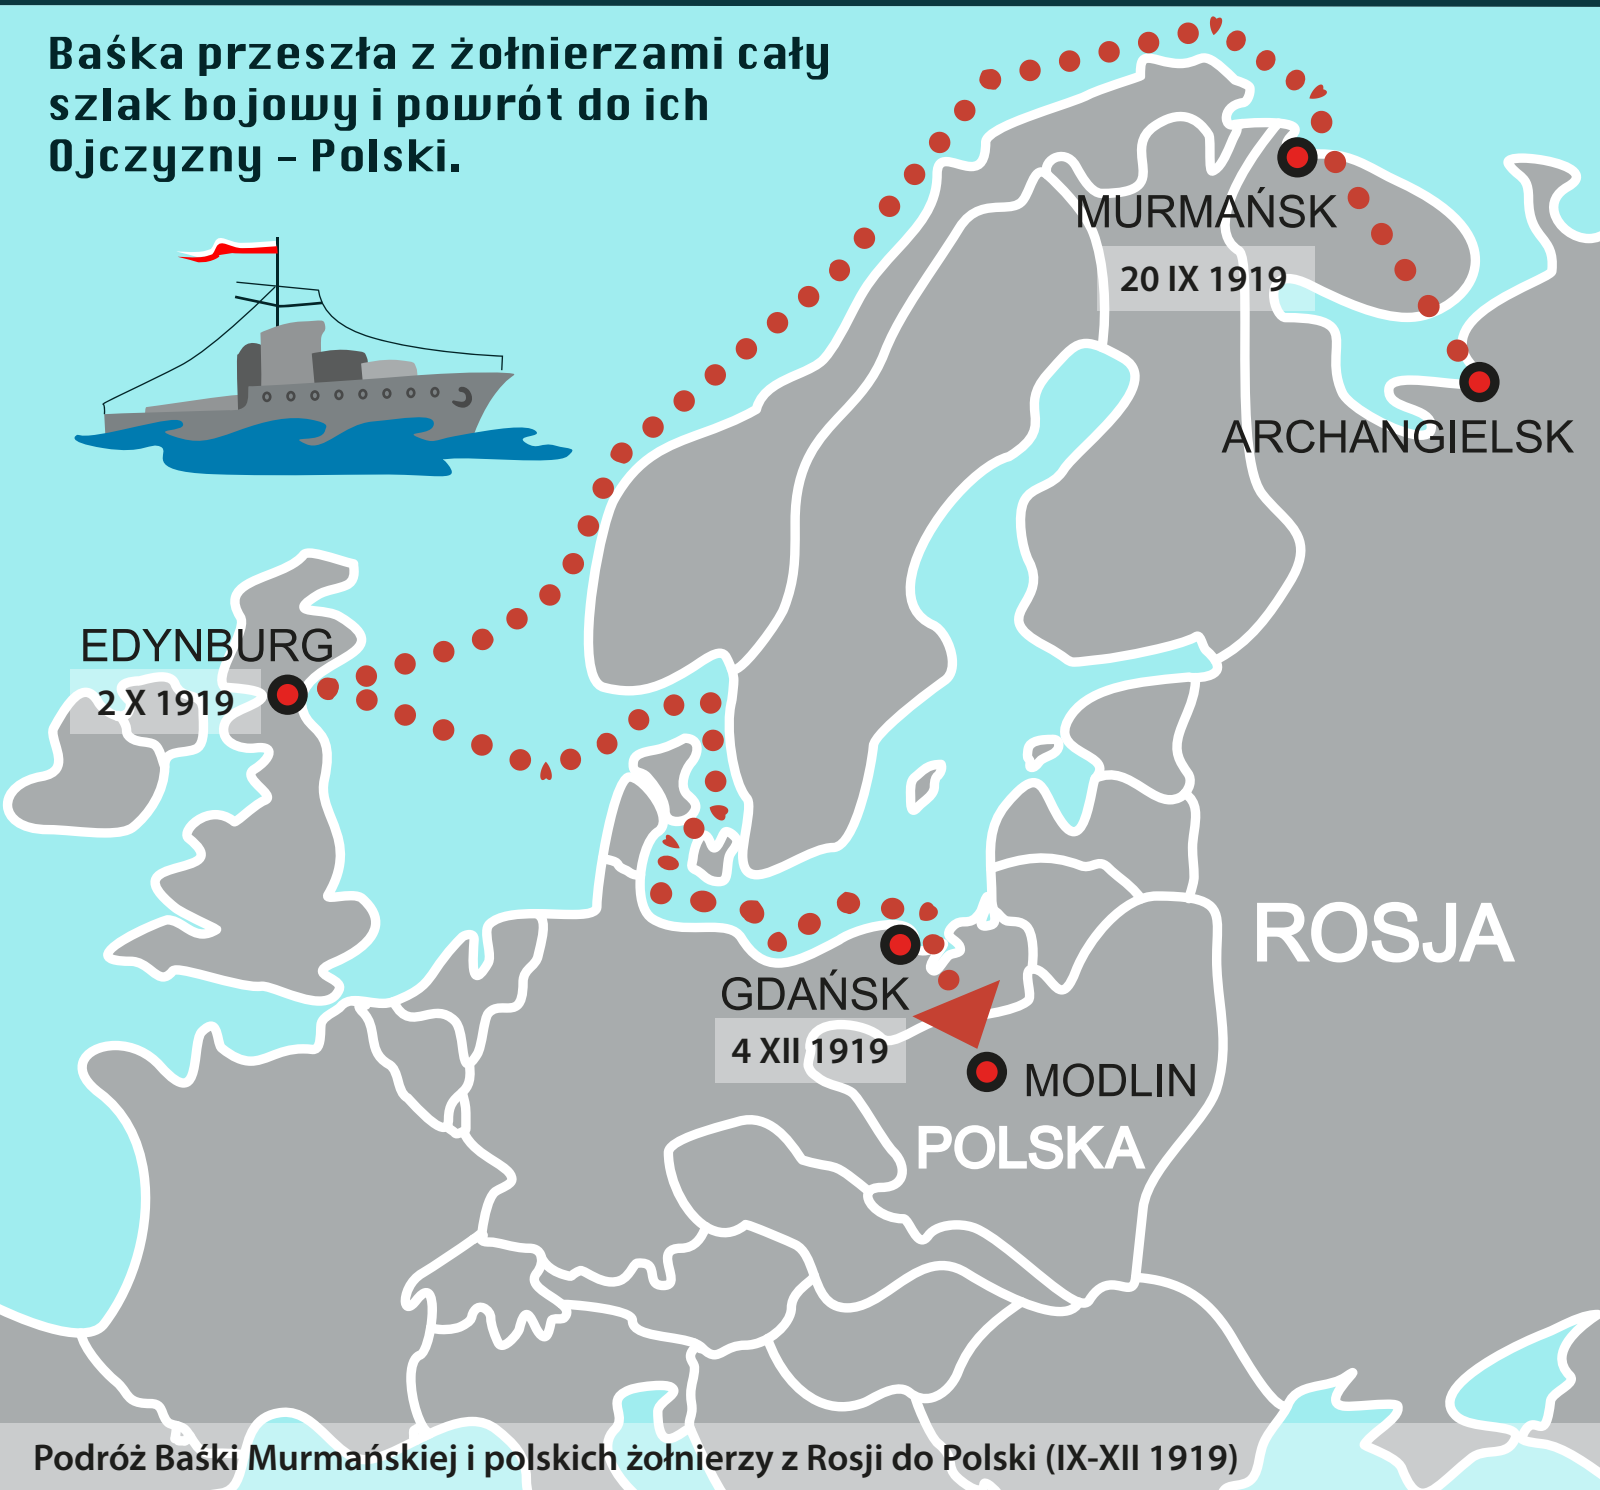 Baśka przeszła z żołnierzami cały
szlak bojowy i powrót do ich
Ojczyzny – Polski.
MURMAŃSK
20 IX 1919
ARCHANGIELSK
EDYNBURG
2 X 1919
ROSJA
GDAŃSK
4 XII 1919
MODLIN
POLSKA
Podróż Baśki Murmańskiej i polskich żołnierzy z Rosji do Polski (IX-XII 1919)